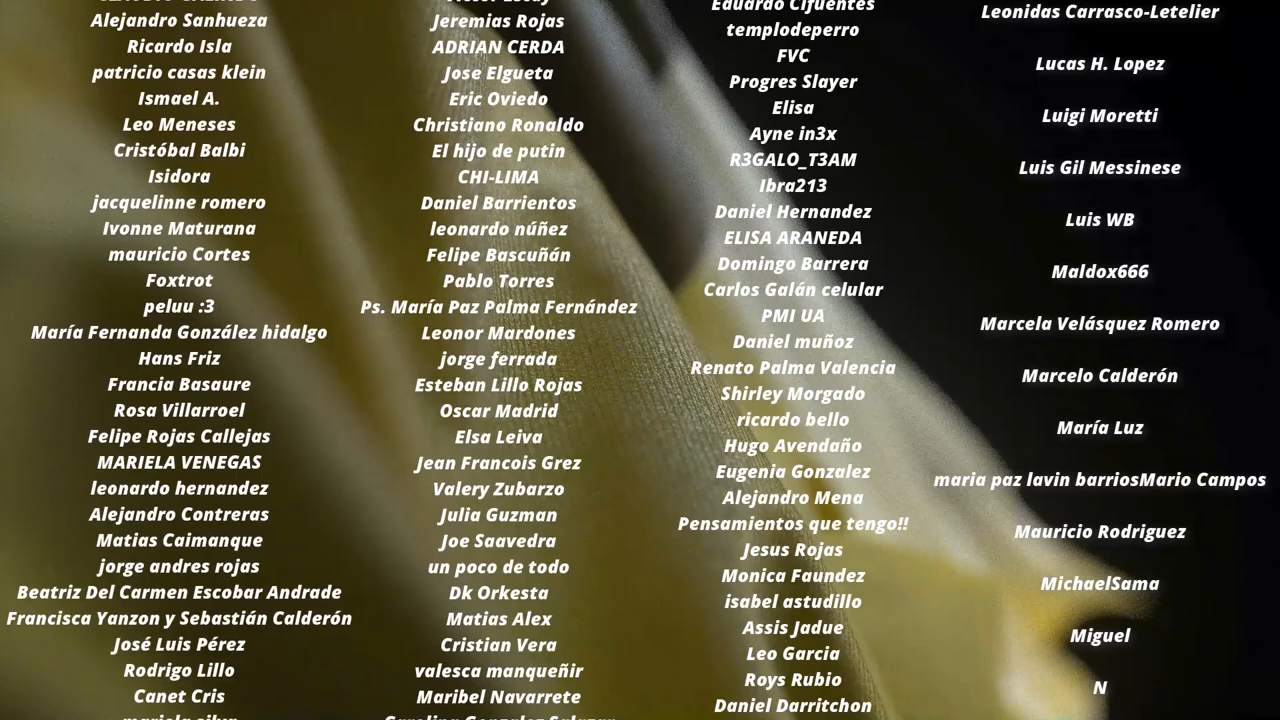 Alejandro Sanhueza
Ricardo Isla
patricio casas klein
Ismael A.
Leo Meneses
Cristóbal Balbi
Isidora
jacquelinne romero
Ivonne Maturana
mauricio Cortes
Foxtrot
peluu :3
María Fernanda González hidalgo
Hans Friz
Francia Basaure
Rosa Villarroel
Felipe Rojas Callejas
MARIELA VENEGAS
leonardo hernandez
Alejandro Contreras
Matias Caimanque
jorge andres rojas
Beatriz Del Carmen Escobar Andrade
Francisca Yanzon y Sebastián Calderón
José Luis Pérez
Rodrigo Lillo
Canet Cris
mariela silva
Jeremias Rojas
ADRIAN CERDA
Jose Elgueta
Eric Oviedo
Christiano Ronaldo
El hijo de putin
CHI-LIMA
Daniel Barrientos
leonardo núñez
Felipe Bascuñán
Pablo Torres
Ps. María Paz Palma Fernández
Leonor Mardones
jorge ferrada
Esteban Lillo Rojas
Oscar Madrid
Elsa Leiva
Jean Francois Grez
Valery Zubarzo
Julia Guzman
Joe Saavedra
un poco de todo
Dk Orkesta
Matias Alex
Cristian Vera
valesca manqueñir
Maribel Navarrete
Carolina Gonzalez Salazar
Eduardo Cifuentes
templodeperro
FVC
Progres Slayer
Elisa
Ayne in3x
R3GALO_T3AM
Ibra213
Daniel Hernandez
ELISA ARANEDA
Domingo Barrera
Carlos Galán celular
PMI UA
Daniel muñoz
Renato Palma Valencia
Shirley Morgado
ricardo bello
Hugo Avendaño
Eugenia Gonzalez
Alejandro Mena
Pensamientos que tengo!!
Jesus Rojas
Monica Faundez
isabel astudillo
Assis Jadue
Leo Garcia
Roys Rubio
Daniel Darritchon
Leonidas Carrasco-Letelier
Lucas H. Lopez
Luigi Moretti
Luis Gil Messinese
Luis WB
Maldox666
Marcela Velásquez Romero
Marcelo Calderón
María Luz
maria paz lavin barriosMario Campos
Mauricio Rodriguez
MichaelSama
Miguel
N